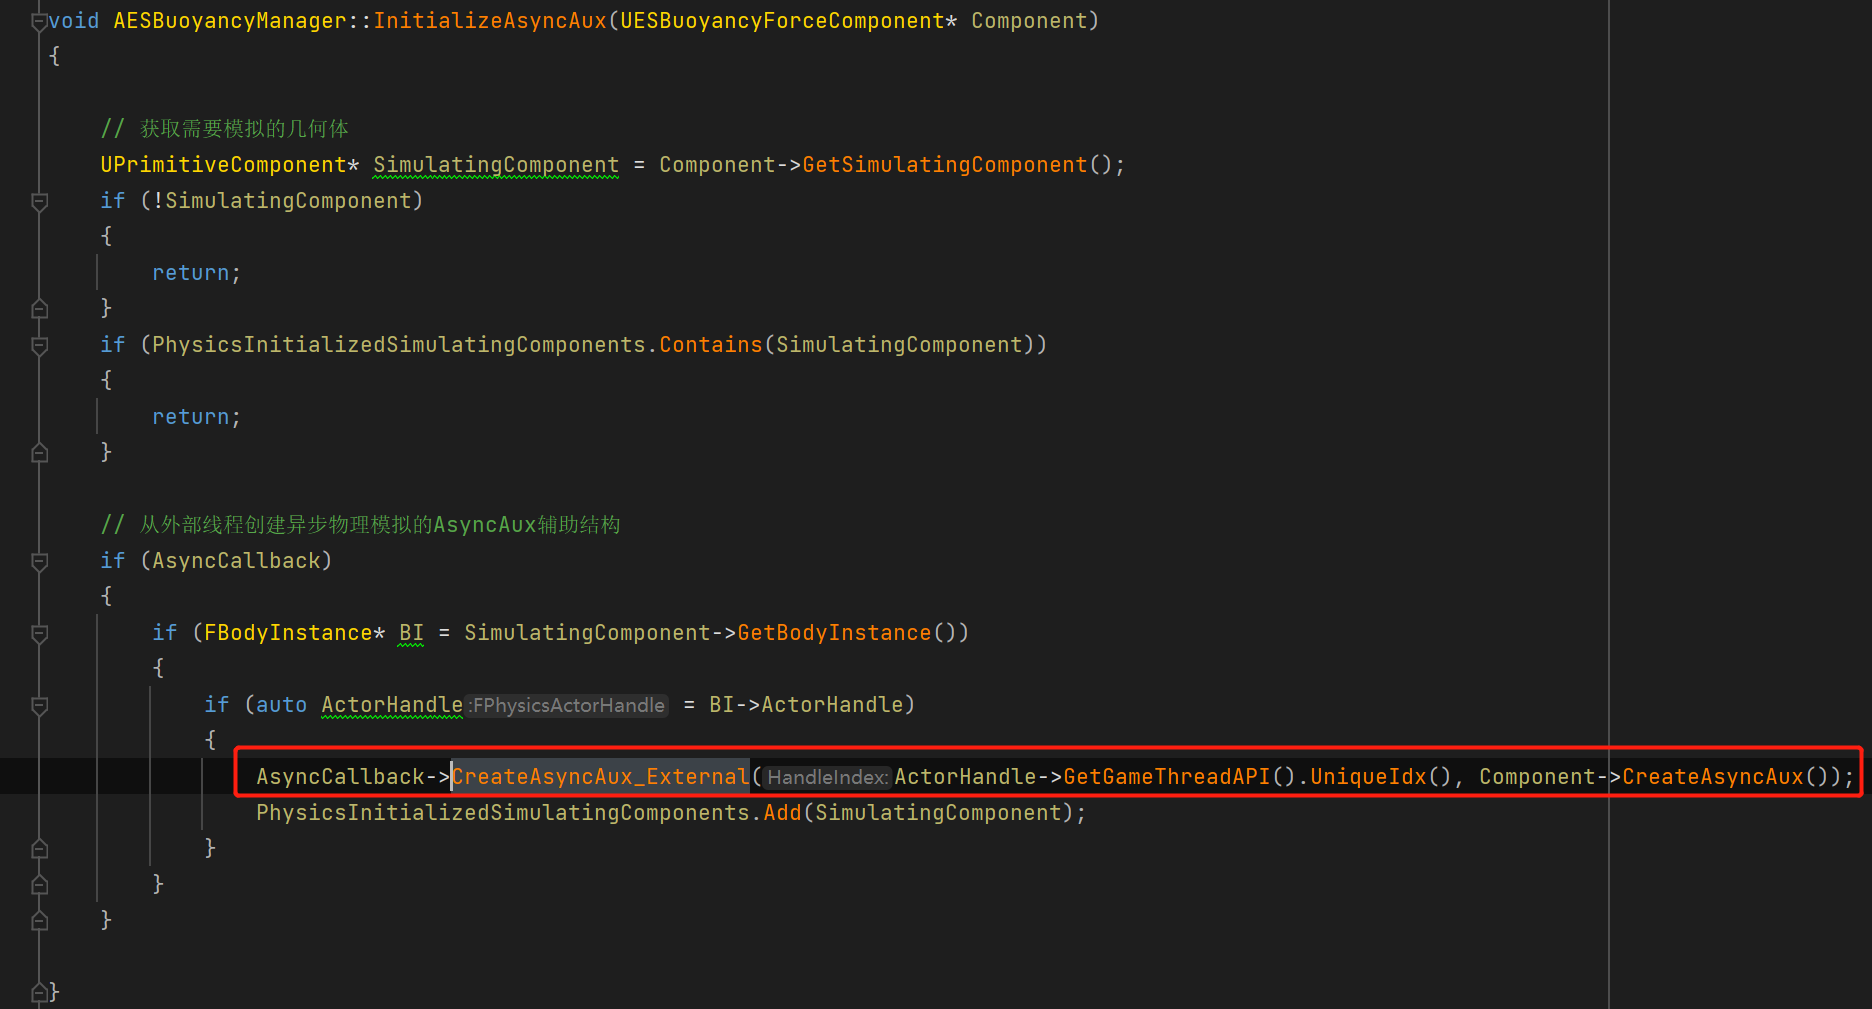 void AESBuoyancyManager::InitializeAsyncAux(UESBuoyancyForceComponent* Component)
{
// 获取需要模拟的几何体
UPrimitiveComponent* SimulatingComponent = Component->GetSimulatingComponent();
if (!SimulatingComponent)
{
return;
}
if (PhysicsInitializedSimulatingComponents.Contains(SimulatingComponent))
{
return;
}
// 从外部线程创建异步物理模拟的AsyncAux辅助结构
if (AsyncCallback)
{
if (FBodyInstance* BI = SimulatingComponent->GetBodyInstance())
{
if (auto ActorHandle :FPhysicsActorHandle = BI->ActorHandle)
{
AsyncCallback->CreateAsyncAux_External( HandleIndex: ActorHandle->GetGameThreadAPI().UniqueIdx(), Component->CreateAsyncAux());
PhysicsInitializedSimulatingComponents.Add(SimulatingComponent);
}
}
}
}